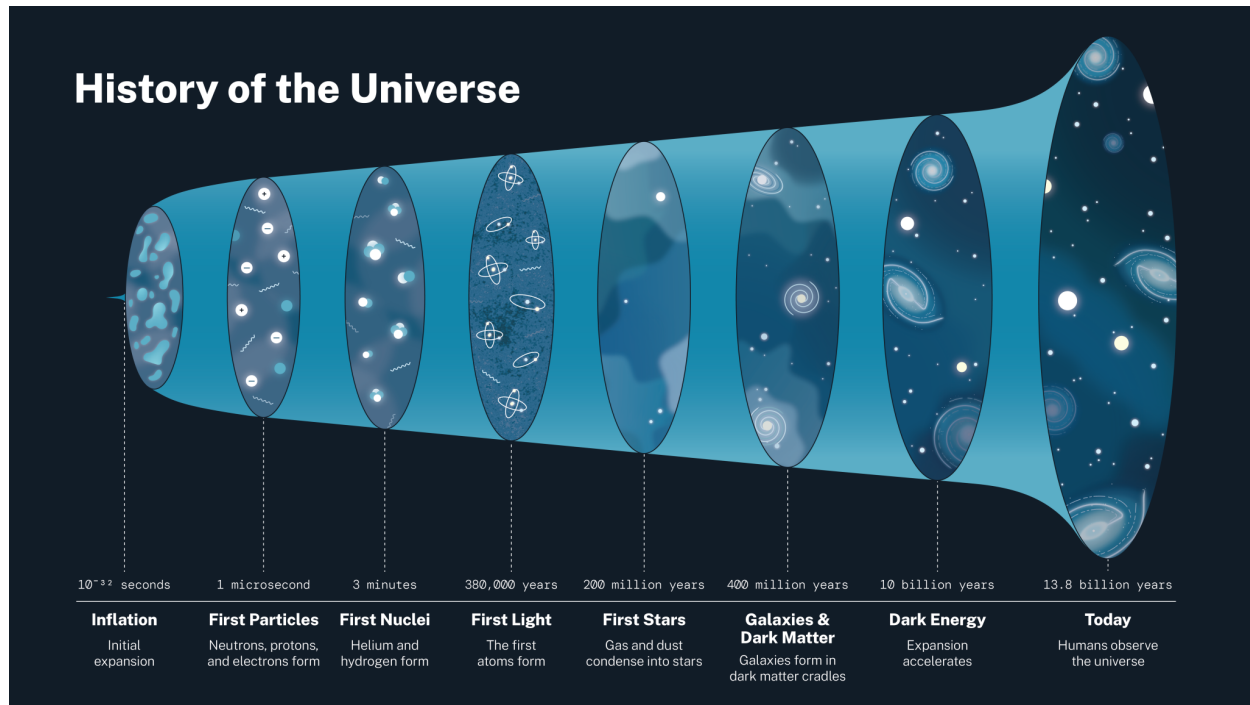 History of the Universe
10⁻³² seconds
1 microsecond
3 minutes
380,000 years
200 million years
400 million years
10 billion years
13.8 billion years
Inflation
Initial
expansion
First Particles
Neutrons, protons,
and electrons form
First Nuclei
Helium and
hydrogen form
First Light
The first
atoms form
First Stars
Gas and dust
condense into stars
Galaxies &
Dark Matter
Galaxies form in
dark matter cradles
Dark Energy
Expansion
accelerates
Today
Humans observe
the universe